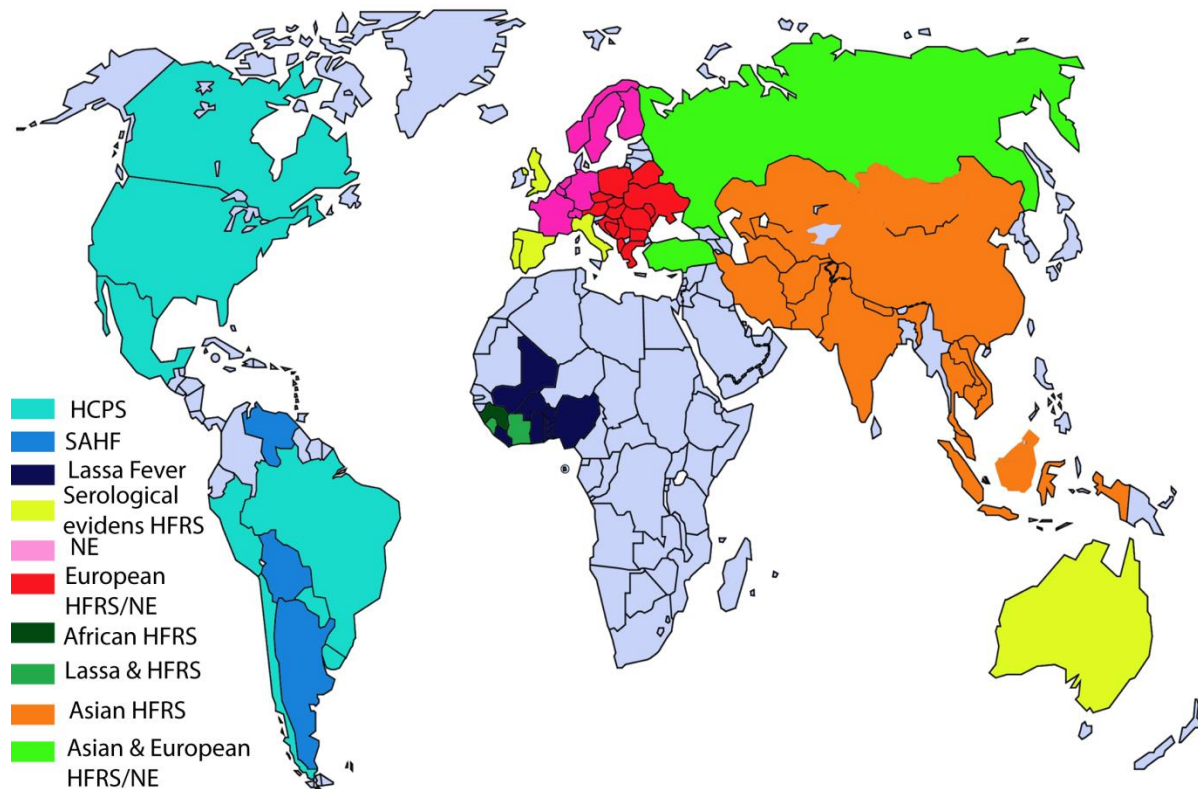 HCPS
SAHF
Lassa Fever
Serological
evidens HFRS
NE
European
HFRS/NE
African HFRS
Lassa & HFRS
Asian HFRS
Asian & European
HFRS/NE